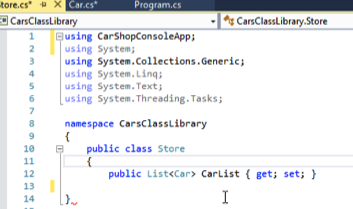 Store.cs* Car.cs* Program.cs
CarsClassLibrary CarsClassLibrary.Store
1 using CarShopConsoleApp;
2 using System;
3 using System.Collections.Generic;
4 using System.Linq;
5 using System.Text;
6 using System.Threading.Tasks;
7
8 namespace CarsClassLibrary
9 {
10 public class Store
11 {
12 public List<Car> CarList { get; set; }
13
14 }